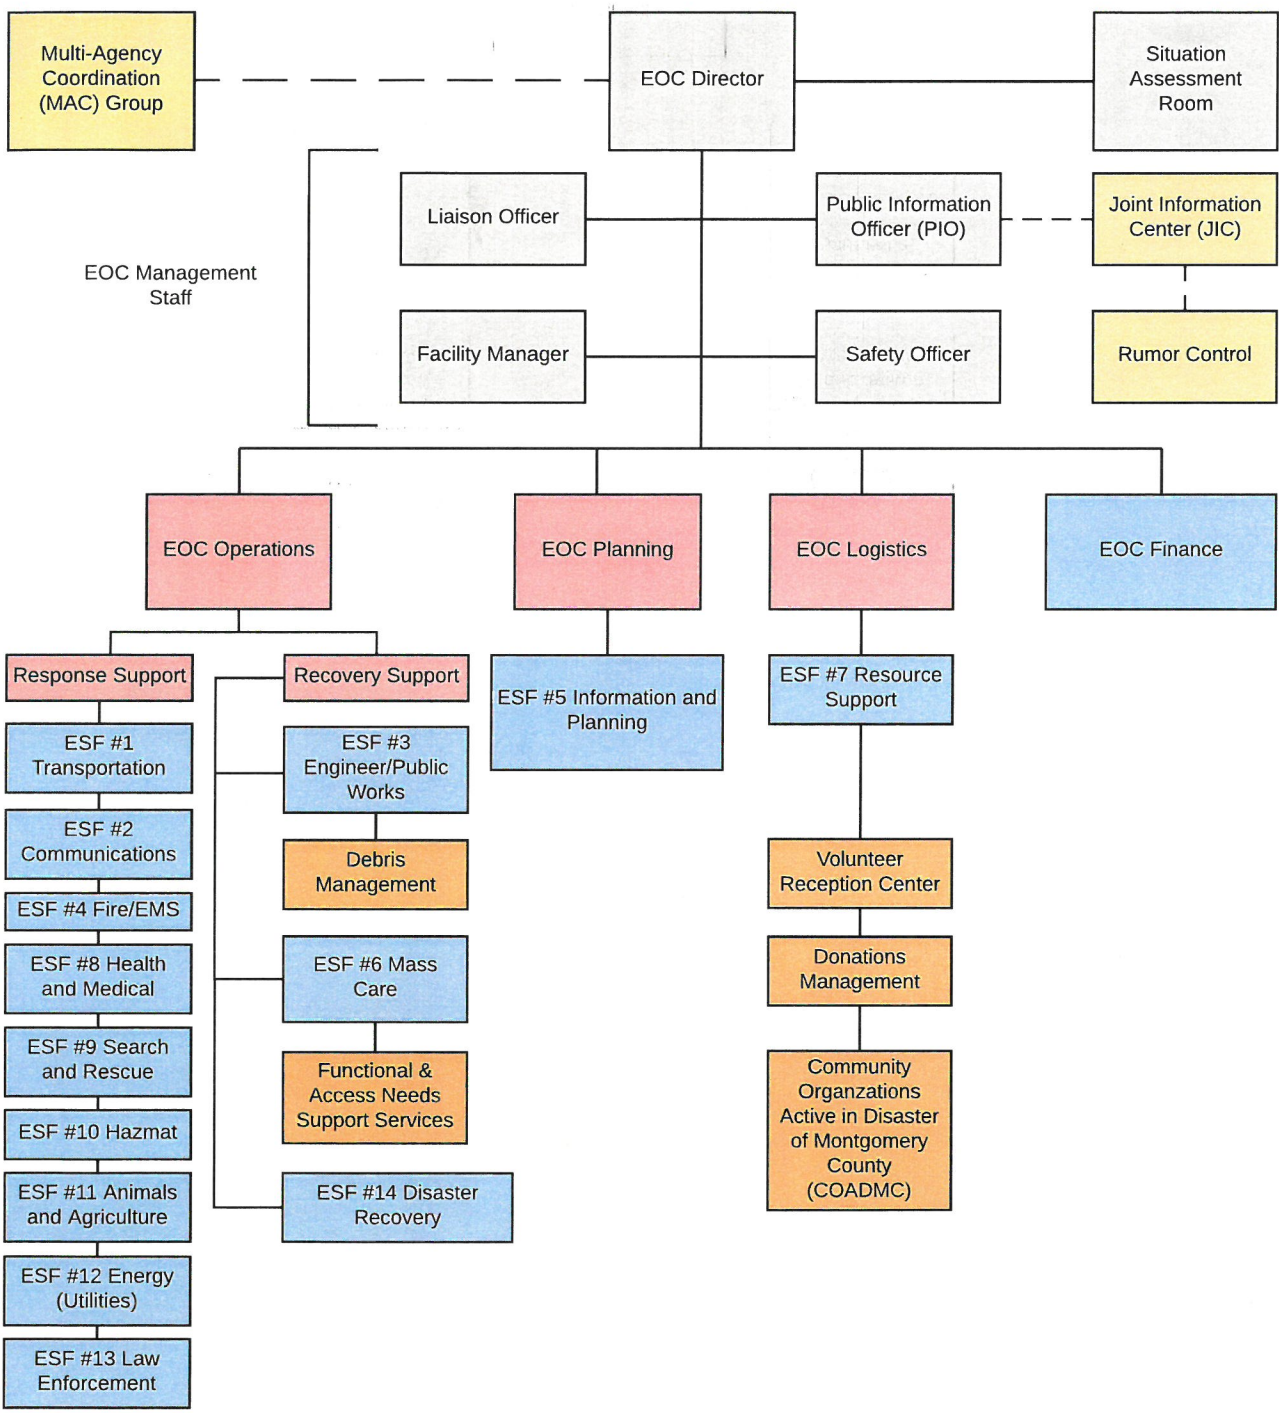 Multi-Agency
Coordination
(MAC) Group
EOC Director
Situation
Assessment
Room
Liaison Officer
Public Information
Officer (PIO)
Joint Information
Center (JIC)
EOC Management
Staff
Facility Manager
Safety Officer
Rumor Control
EOC Operations
EOC Planning
EOC Logistics
EOC Finance
Response Support
ESF #1
Transportation
ESF #2
Communications
ESF #4 Fire/EMS
ESF #8 Health
and Medical
ESF #9 Search
and Rescue
ESF #10 Hazmat
ESF #11 Animals
and Agriculture
ESF #12 Energy
(Utilities)
ESF #13 Law
Enforcement
Recovery Support
ESF #3
Engineer/Public
Works
Debris
Management
ESF #6 Mass
Care
Functional &
Access Needs
Support Services
ESF #14 Disaster
Recovery
ESF #5 Information and
Planning
ESF #7 Resource
Support
Volunteer
Reception Center
Donations
Management
Community
Organzations
Active in Disaster
of Montgomery
County
(COADMC)